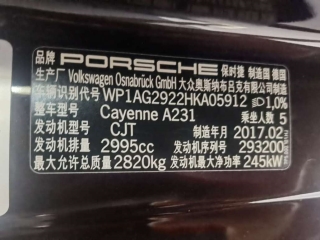 品牌 PORSCHE 保时捷 制造国 德国
Volkswagen Osnabrück GmbH 大众奥斯纳布吕克有限公司
车辆识别代号 WP1AG2922HKA05912 1,0%
整车型号 Cayenne A231 乘坐人数 5
发动机型号 CJT 制造年月 2017.02
发动机排量 2995cc 发动机序列号 293200
最大允许总质量 2820kg 发动机最大净功率 245kW